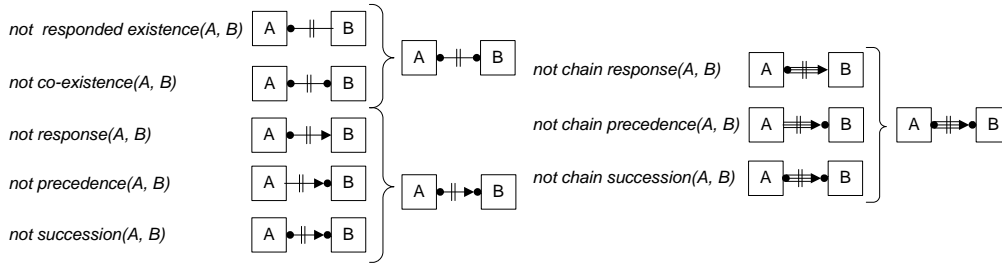 not responded existence(A, B)
A B
not co-existence(A, B)
A B
A B
not response(A, B)
A B
not precedence(A, B)
A B
not succession(A, B)
A B
A B
not chain response(A, B)
A B
not chain precedence(A, B)
A B
not chain succession(A, B)
A B
A B